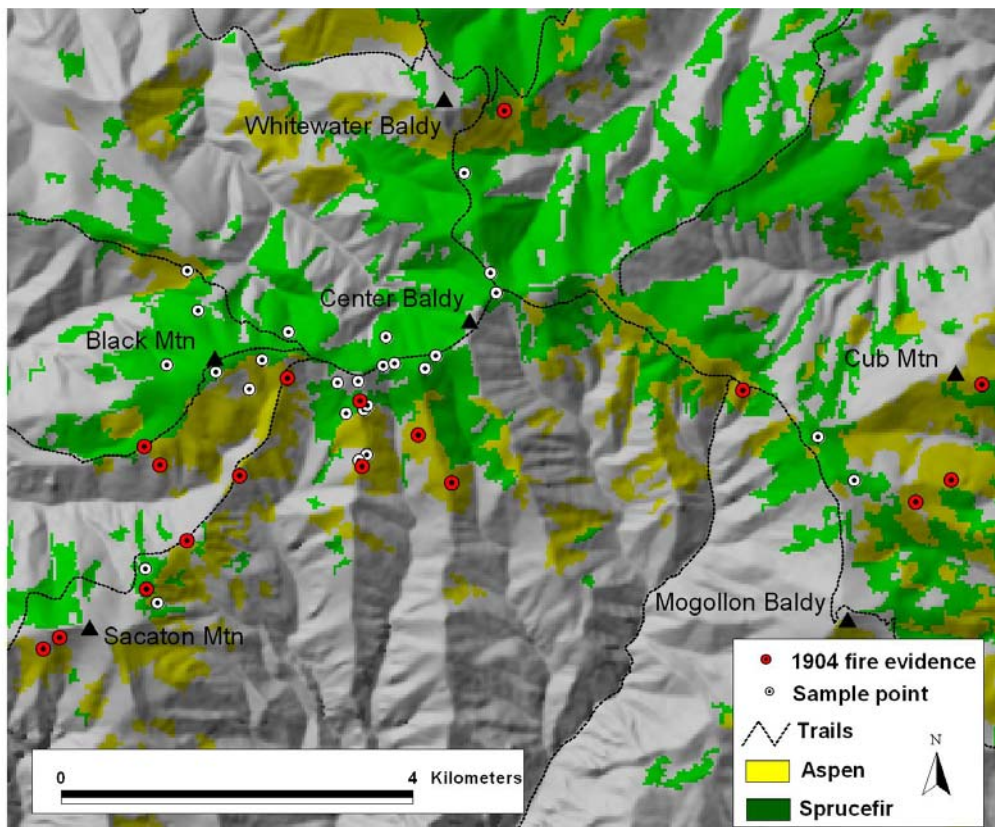 Whitewater Baldy
Center Baldy
Black Mtn
Cub Mtn
Mogollon Baldy
Sacaton Mtn
1904 fire evidence
Sample point
Trails
N
Aspen
Sprucefir
0 4 Kilometers